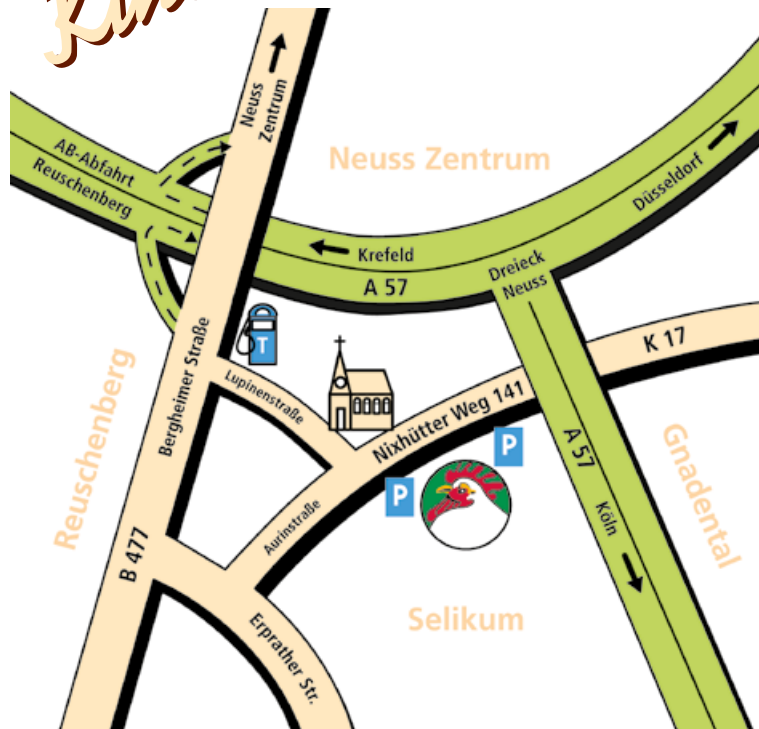 Neuss
Zentrum
Neuss Zentrum
AB-Abfahrt
Reuschenberg
Düsseldorf
Krefeld
A 57
Dreieck
Neuss
T
K 17
Reuschenberg
Bergheimer Straße
Lupinenstraße
Nixhütter Weg 141
P
P
A 57
Köln
Gnadental
Aurinstraße
B 477
Selikum
Erprather Str.